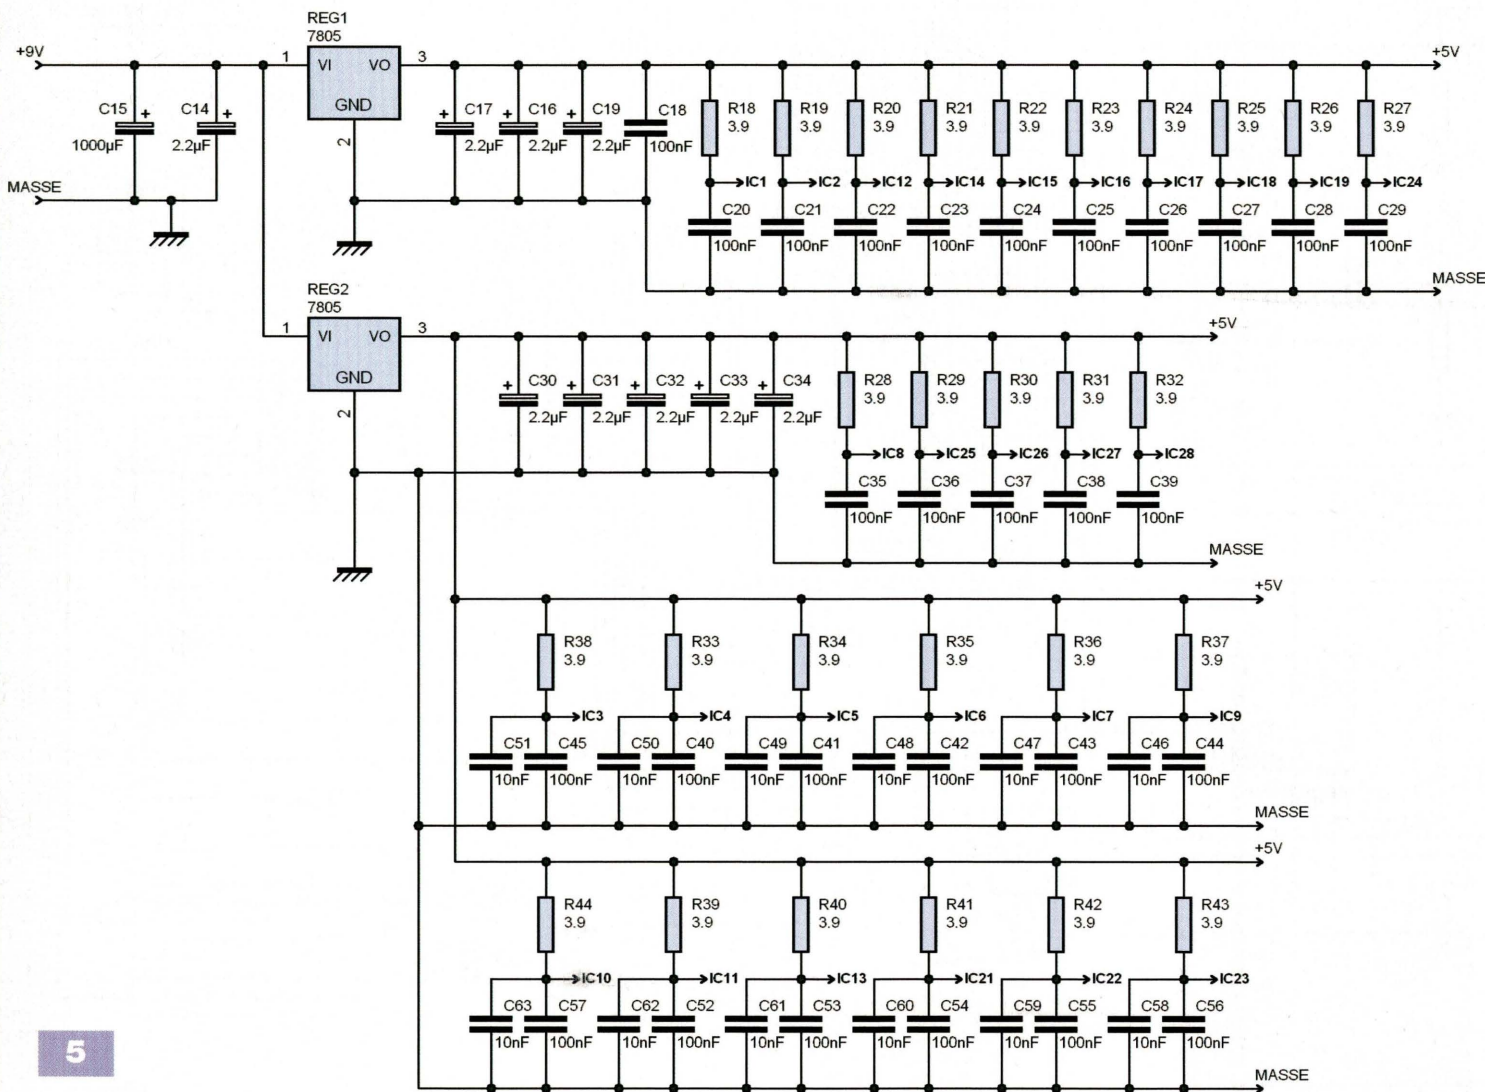 REG1
7805
+9V
1
VI
VO
3
GND
2
+5V
C15
+
1000µF
C14
+
2.2µF
MASSE
+
C17
2.2µF
+
C16
2.2µF
+
C19
2.2µF
C18
100nF
R18
3.9
R19
3.9
R20
3.9
R21
3.9
R22
3.9
R23
3.9
R24
3.9
R25
3.9
R26
3.9
R27
3.9
IC1
IC2
IC12
IC14
IC15
IC16
IC17
IC18
IC19
IC24
C20
100nF
C21
100nF
C22
100nF
C23
100nF
C24
100nF
C25
100nF
C26
100nF
C27
100nF
C28
100nF
C29
100nF
MASSE
REG2
7805
1
VI
VO
3
GND
2
+5V
+
C30
2.2µF
+
C31
2.2µF
+
C32
2.2µF
+
C33
2.2µF
+
C34
2.2µF
R28
3.9
R29
3.9
R30
3.9
R31
3.9
R32
3.9
IC8
IC25
IC26
IC27
IC28
C35
100nF
C36
100nF
C37
100nF
C38
100nF
C39
100nF
MASSE
+5V
R38
3.9
R33
3.9
R34
3.9
R35
3.9
R36
3.9
R37
3.9
IC3
IC4
IC5
IC6
IC7
IC9
C51
10nF
C45
100nF
C50
10nF
C40
100nF
C49
10nF
C41
100nF
C48
10nF
C42
100nF
C47
10nF
C43
100nF
C46
10nF
C44
100nF
MASSE
+5V
R44
3.9
R39
3.9
R40
3.9
R41
3.9
R42
3.9
R43
3.9
IC10
IC11
IC13
IC21
IC22
IC23
C63
10nF
C57
100nF
C62
10nF
C52
100nF
C61
10nF
C53
100nF
C60
10nF
C54
100nF
C59
10nF
C55
100nF
C58
10nF
C56
100nF
MASSE
5